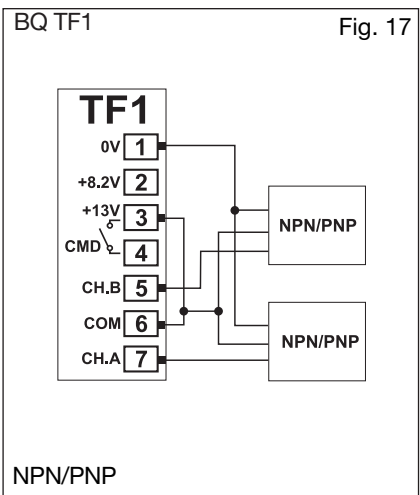 BQ TF1
Fig. 17
TF1
0V 1
+8.2V 2
+13V 3
CMD 4
CH.B 5
COM 6
CH.A 7
NPN/PNP
NPN/PNP
NPN/PNP